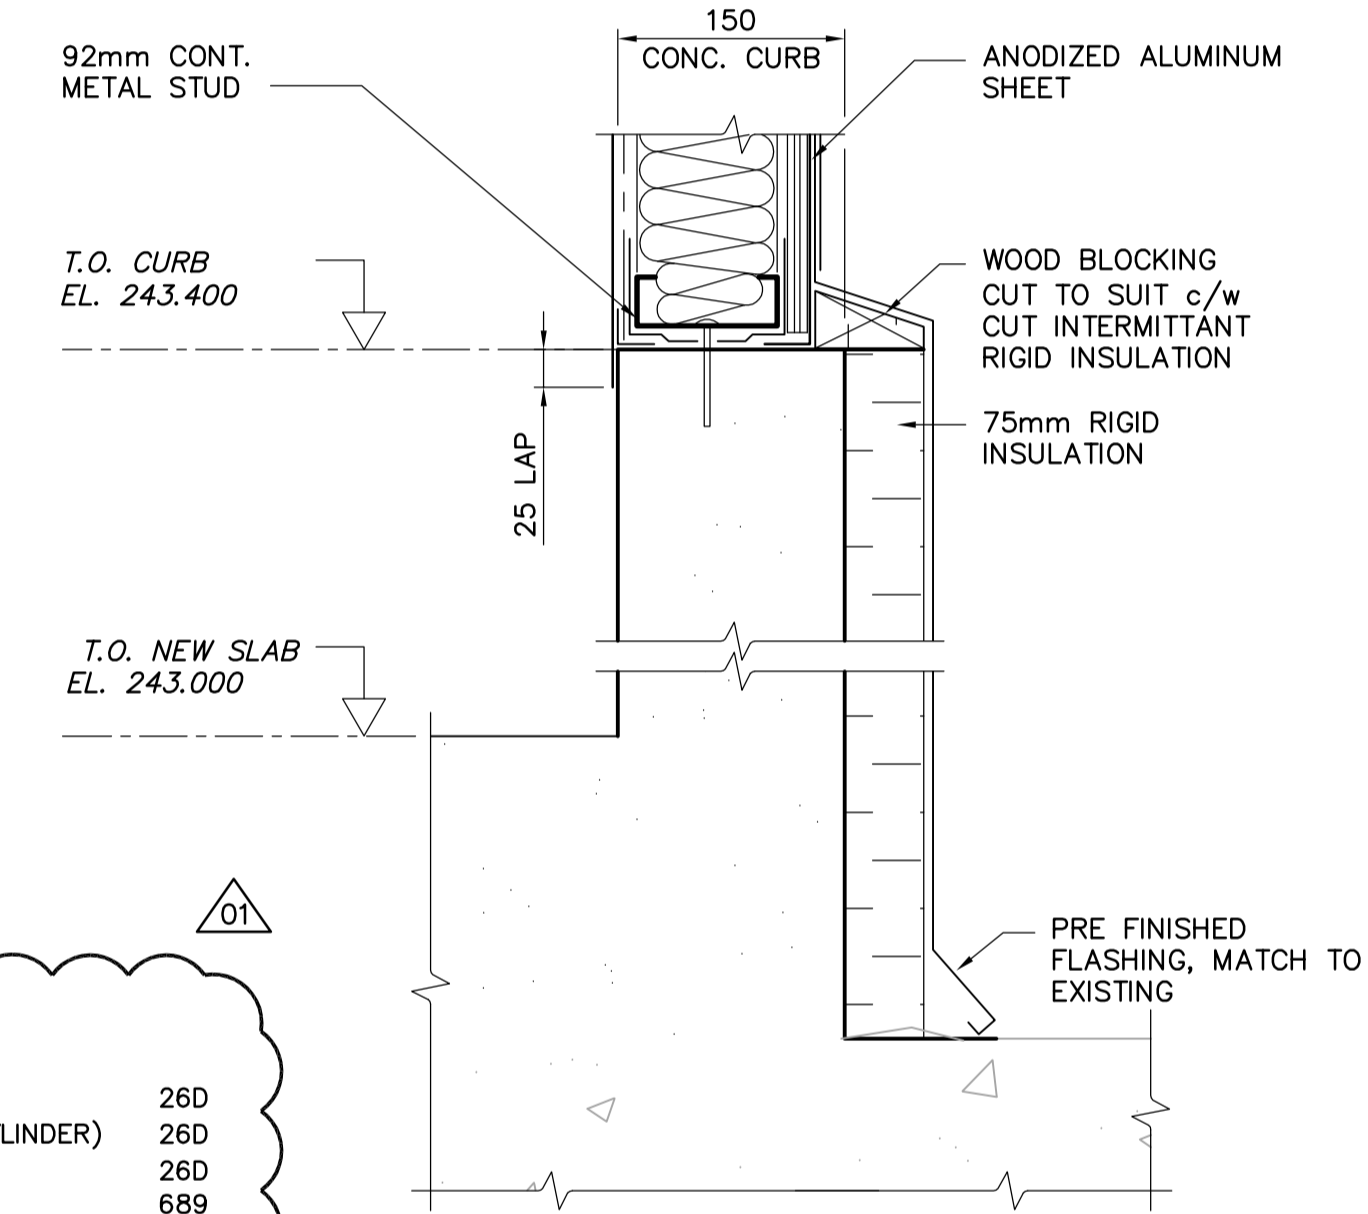 150
CONC. CURB
92mm CONT.
METAL STUD
ANODIZED ALUMINUM
SHEET
T.O. CURB
EL. 243.400
WOOD BLOCKING
CUT TO SUIT c/w
CUT INTERMITTANT
RIGID INSULATION
75mm RIGID
INSULATION
25 LAP
T.O. NEW SLAB
EL. 243.000
01
PRE FINISHED
FLASHING, MATCH TO
EXISTING
26D
LINDER) 26D
26D
689